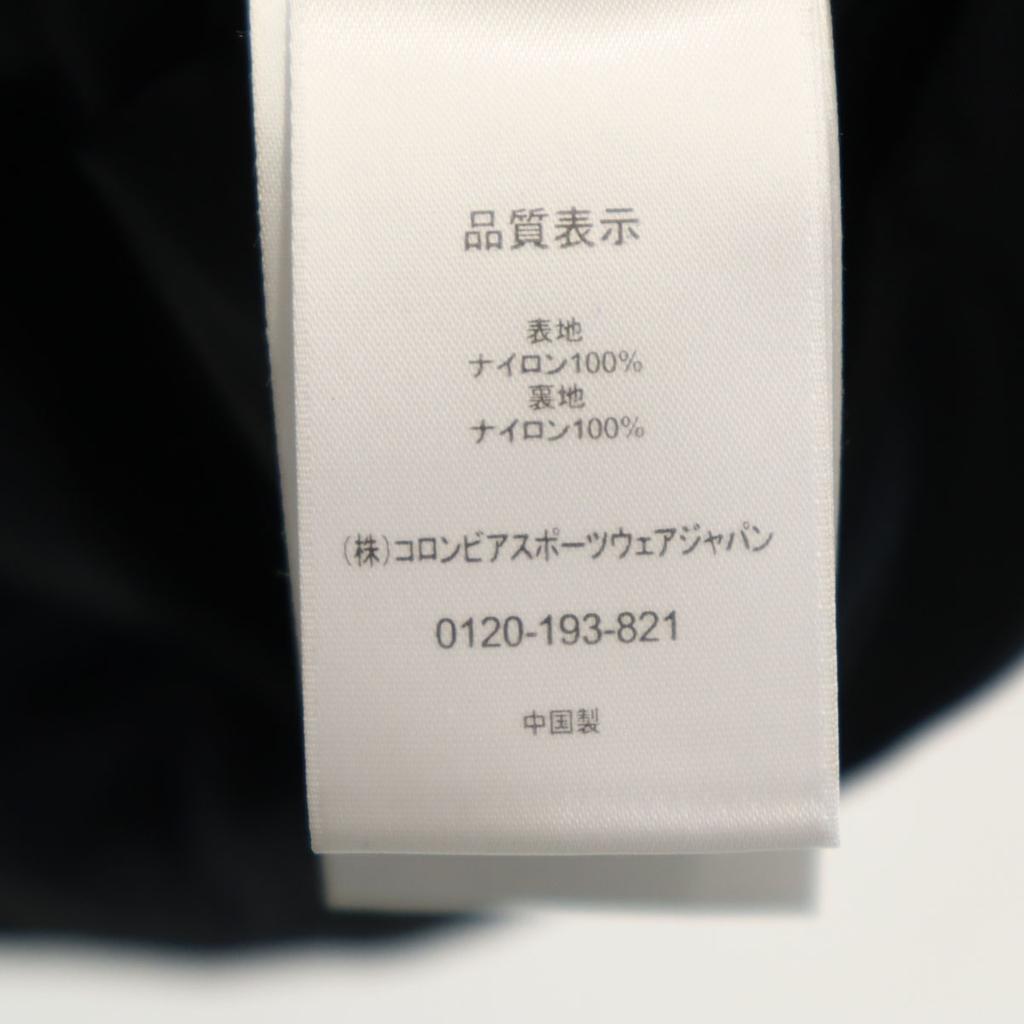 品質表示
表地
ナイロン100%
裏地
ナイロン100%
(株)コロンビアスポーツウェアジャパン
0120-193-821
中国製